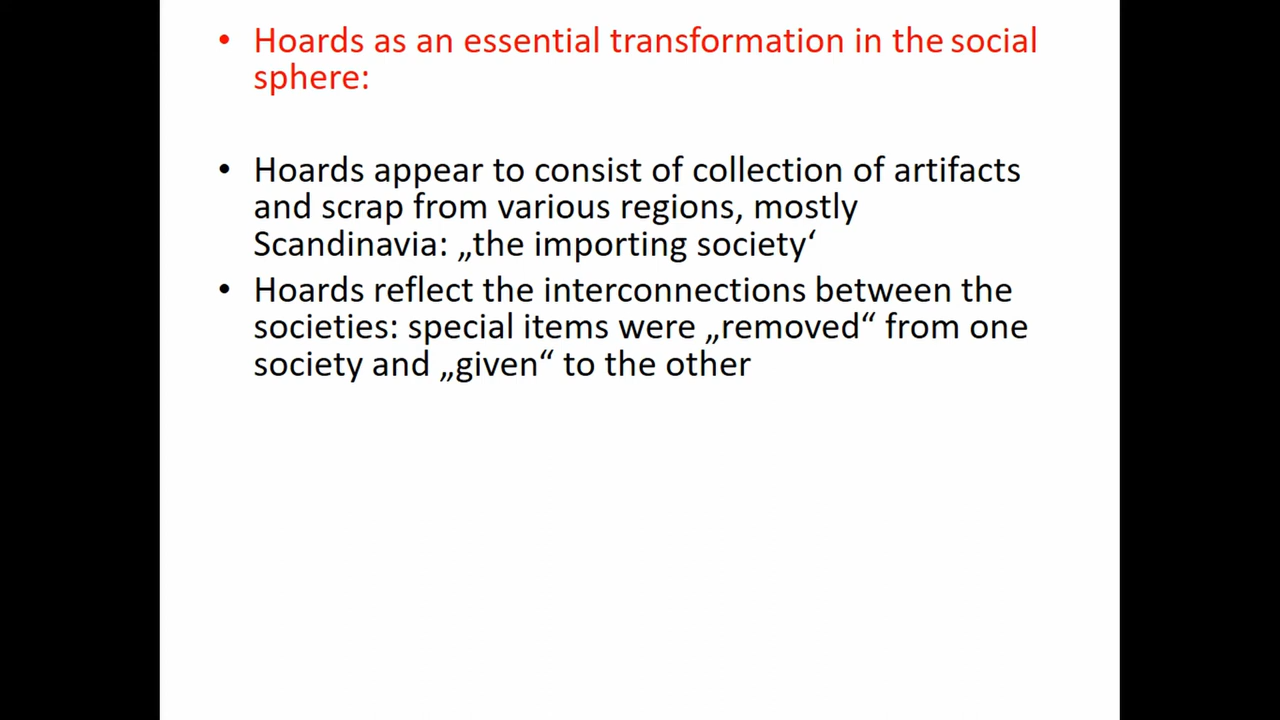 • Hoards as an essential transformation in the social
sphere:
• Hoards appear to consist of collection of artifacts
and scrap from various regions, mostly
Scandinavia: „the importing society‘
• Hoards reflect the interconnections between the
societies: special items were „removed“ from one
society and „given“ to the other